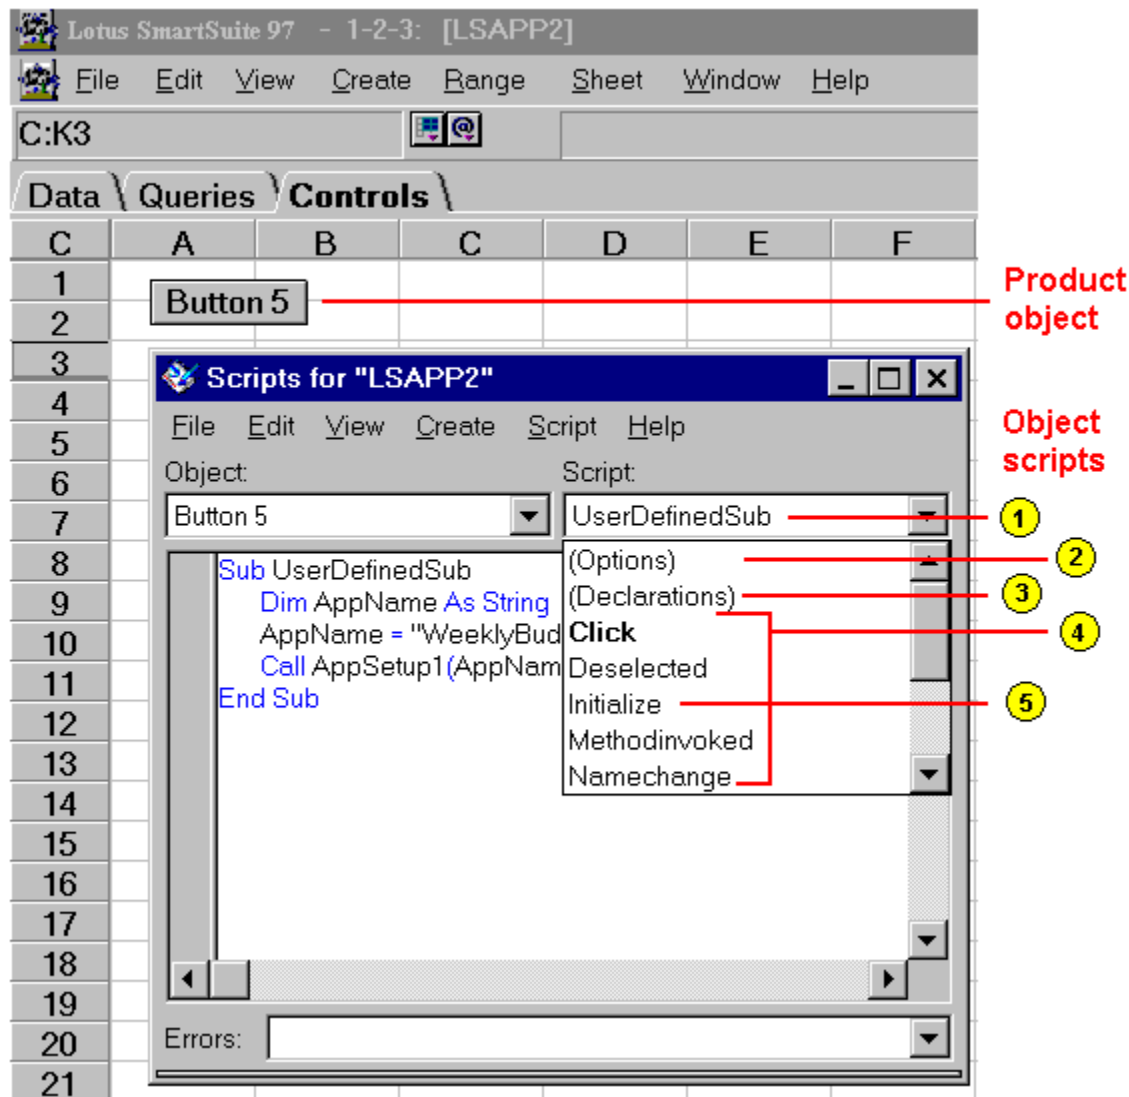 Lotus SmartSuite 97 - 1-2-3: [LSAPP2]
File Edit View Create Range Sheet Window Help
C:K3 @
Data Queries Controls
C A B C D E F
1
2
3
4
5
6
7
8
9
10
11
12
13
14
15
16
17
18
19
20
21
Button 5
Product
object
Scripts for "LSAPP2"
File Edit View Create Script Help
Object: Script:
Button 5 UserDefinedSub
Object
scripts
(Options)
(Declarations)
Click
Deselected
Initialize
Methodinvoked
Namechange
Sub UserDefinedSub
Dim AppName As String
AppName = "WeeklyBud
Call AppSetup1(AppNam
End Sub
1
2
3
4
5
Errors: